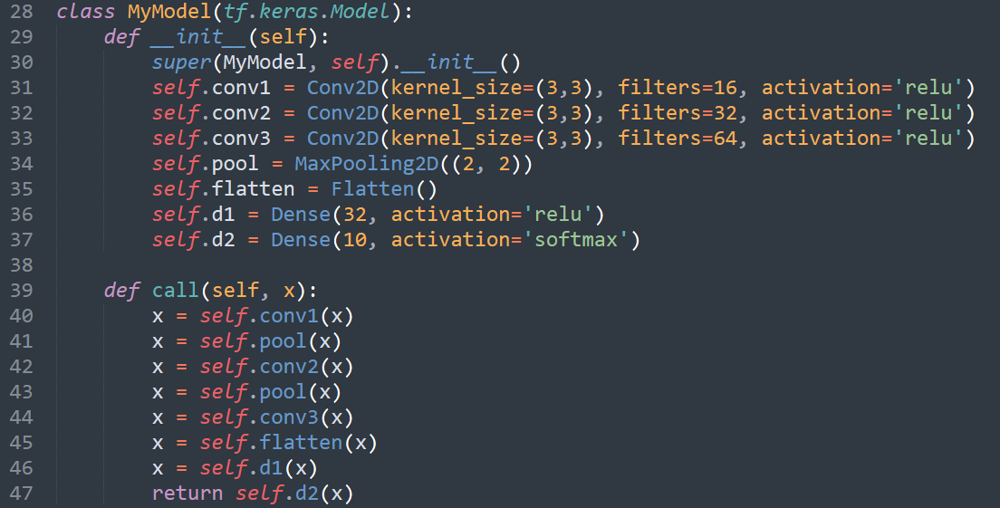 28 class MyModel(tf.keras.Model):
29     def __init__(self):
30         super(MyModel, self).__init__()
31         self.conv1 = Conv2D(kernel_size=(3,3), filters=16, activation='relu')
32         self.conv2 = Conv2D(kernel_size=(3,3), filters=32, activation='relu')
33         self.conv3 = Conv2D(kernel_size=(3,3), filters=64, activation='relu')
34         self.pool = MaxPooling2D((2, 2))
35         self.flatten = Flatten()
36         self.d1 = Dense(32, activation='relu')
37         self.d2 = Dense(10, activation='softmax')
38
39     def call(self, x):
40         x = self.conv1(x)
41         x = self.pool(x)
42         x = self.conv2(x)
43         x = self.pool(x)
44         x = self.conv3(x)
45         x = self.flatten(x)
46         x = self.d1(x)
47         return self.d2(x)